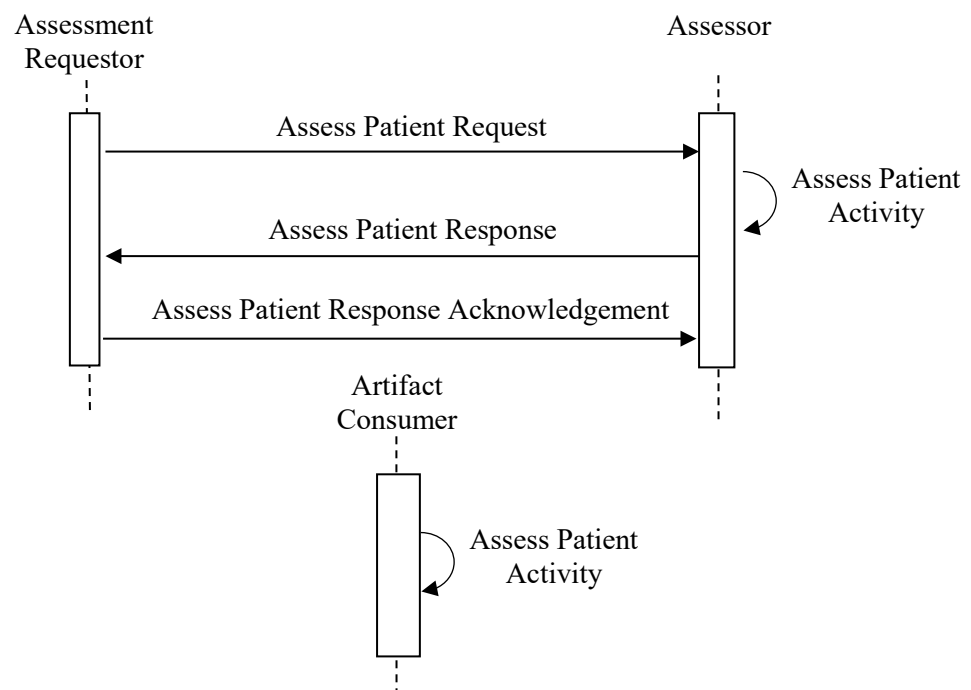 Assessment
Requestor
Assessor
Assess Patient Request
Assess Patient
Activity
Assess Patient Response
Assess Patient Response Acknowledgement
Artifact
Consumer
Assess Patient
Activity